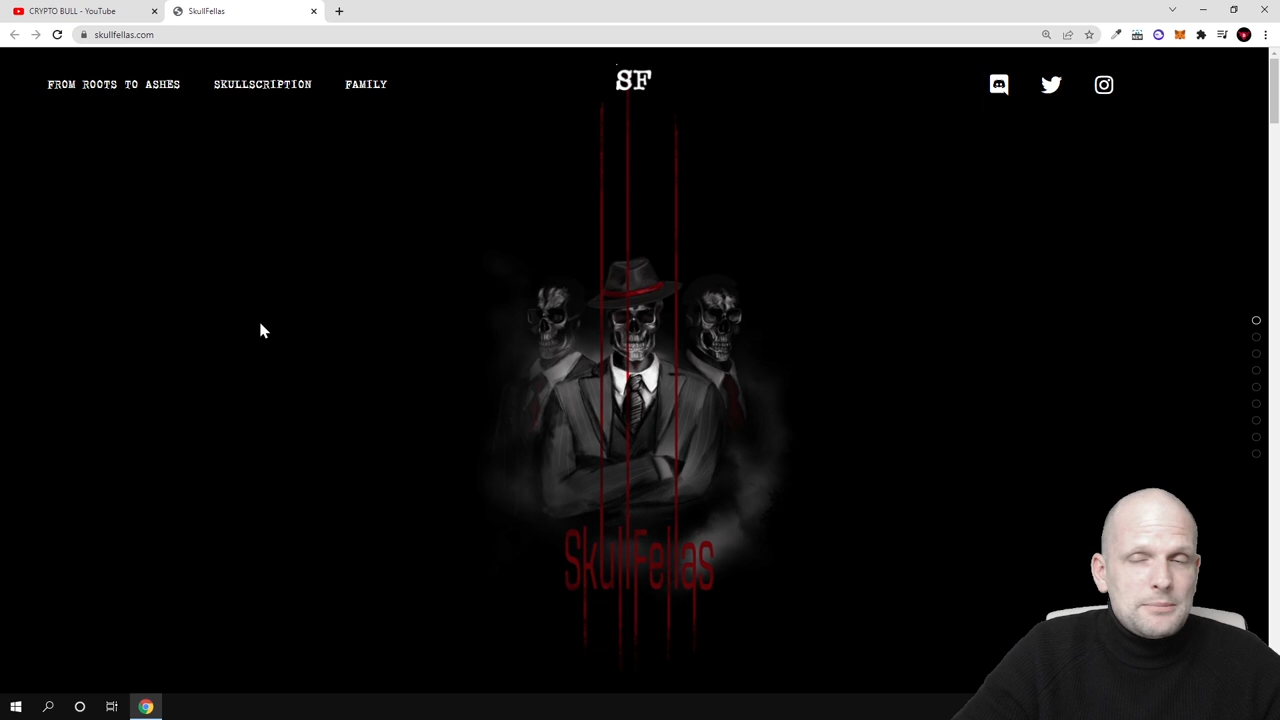 CRYPTO BULL - YouTube
SkullFellas
skullfellas.com
FROM ROOTS TO ASHES
SKULLSCRIPTION
FAMILY
SF
SkullFellas